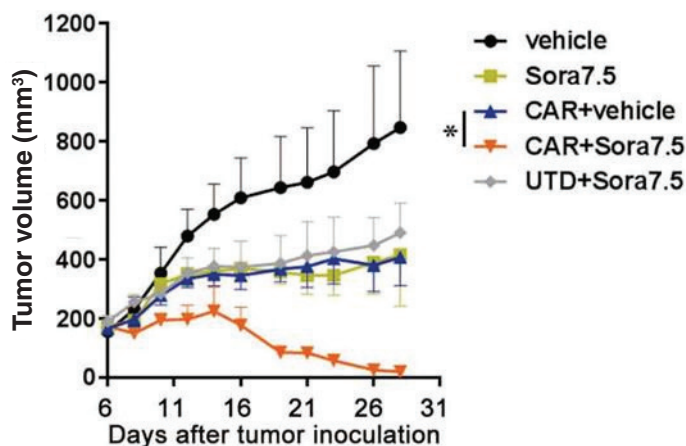 1200
1000
800
600
400
200
0
Tumor volume (mm³)
6 11 16 21 26 31
Days after tumor inoculation
vehicle
Sora7.5
CAR+vehicle
CAR+Sora7.5
UTD+Sora7.5
*